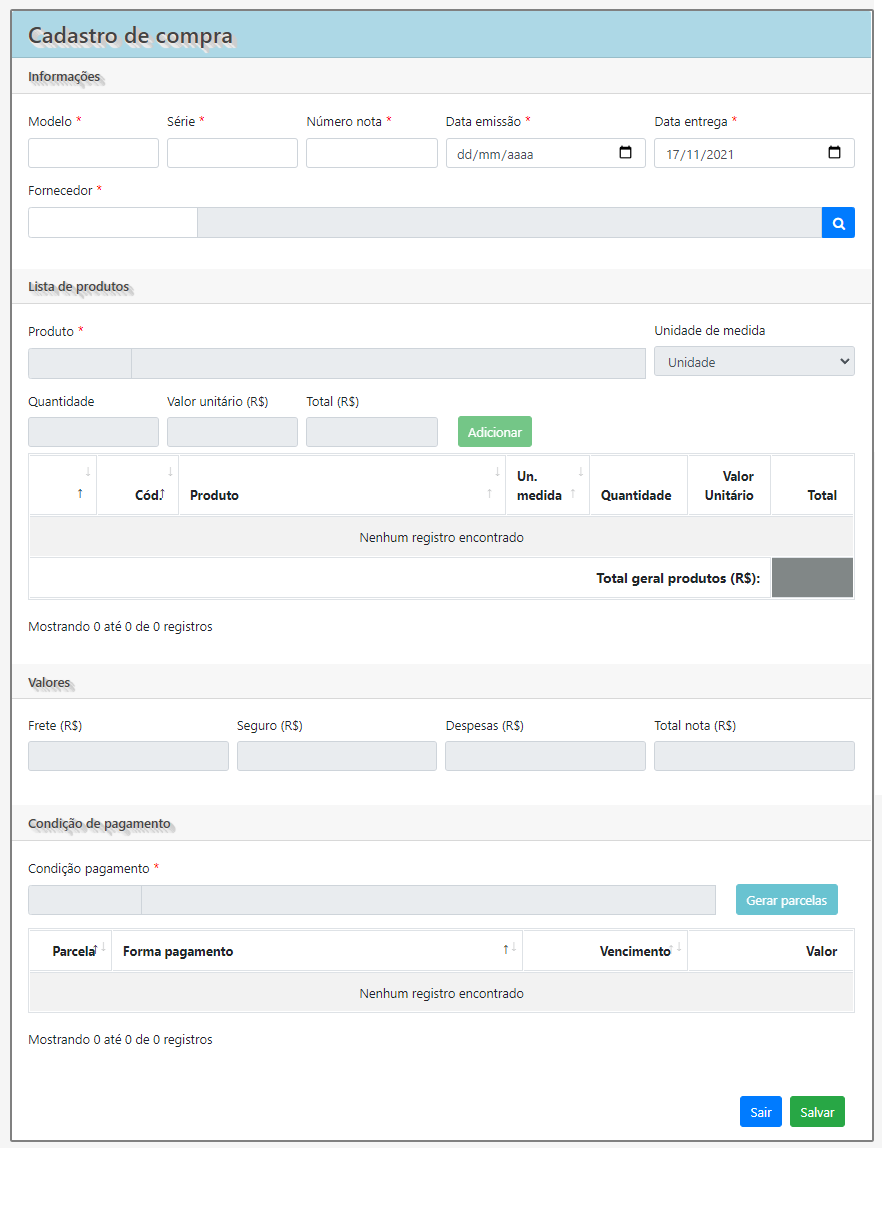 Cadastro de compra
Informações
Modelo * Série * Número nota * Data emissão * Data entrega *
dd/mm/aaaa 17/11/2021
Fornecedor *
Lista de produtos
Produto * Unidade de medida
Unidade
Quantidade Valor unitário (R$) Total (R$)
Adicionar
Cód. Produto Un. medida Quantidade Valor Unitário Total
Nenhum registro encontrado
Total geral produtos (R$):
Mostrando 0 até 0 de 0 registros
Valores
Frete (R$) Seguro (R$) Despesas (R$) Total nota (R$)
Condição de pagamento
Condição pagamento *
Gerar parcelas
Parcela Forma pagamento Vencimento Valor
Nenhum registro encontrado
Mostrando 0 até 0 de 0 registros
Sair Salvar